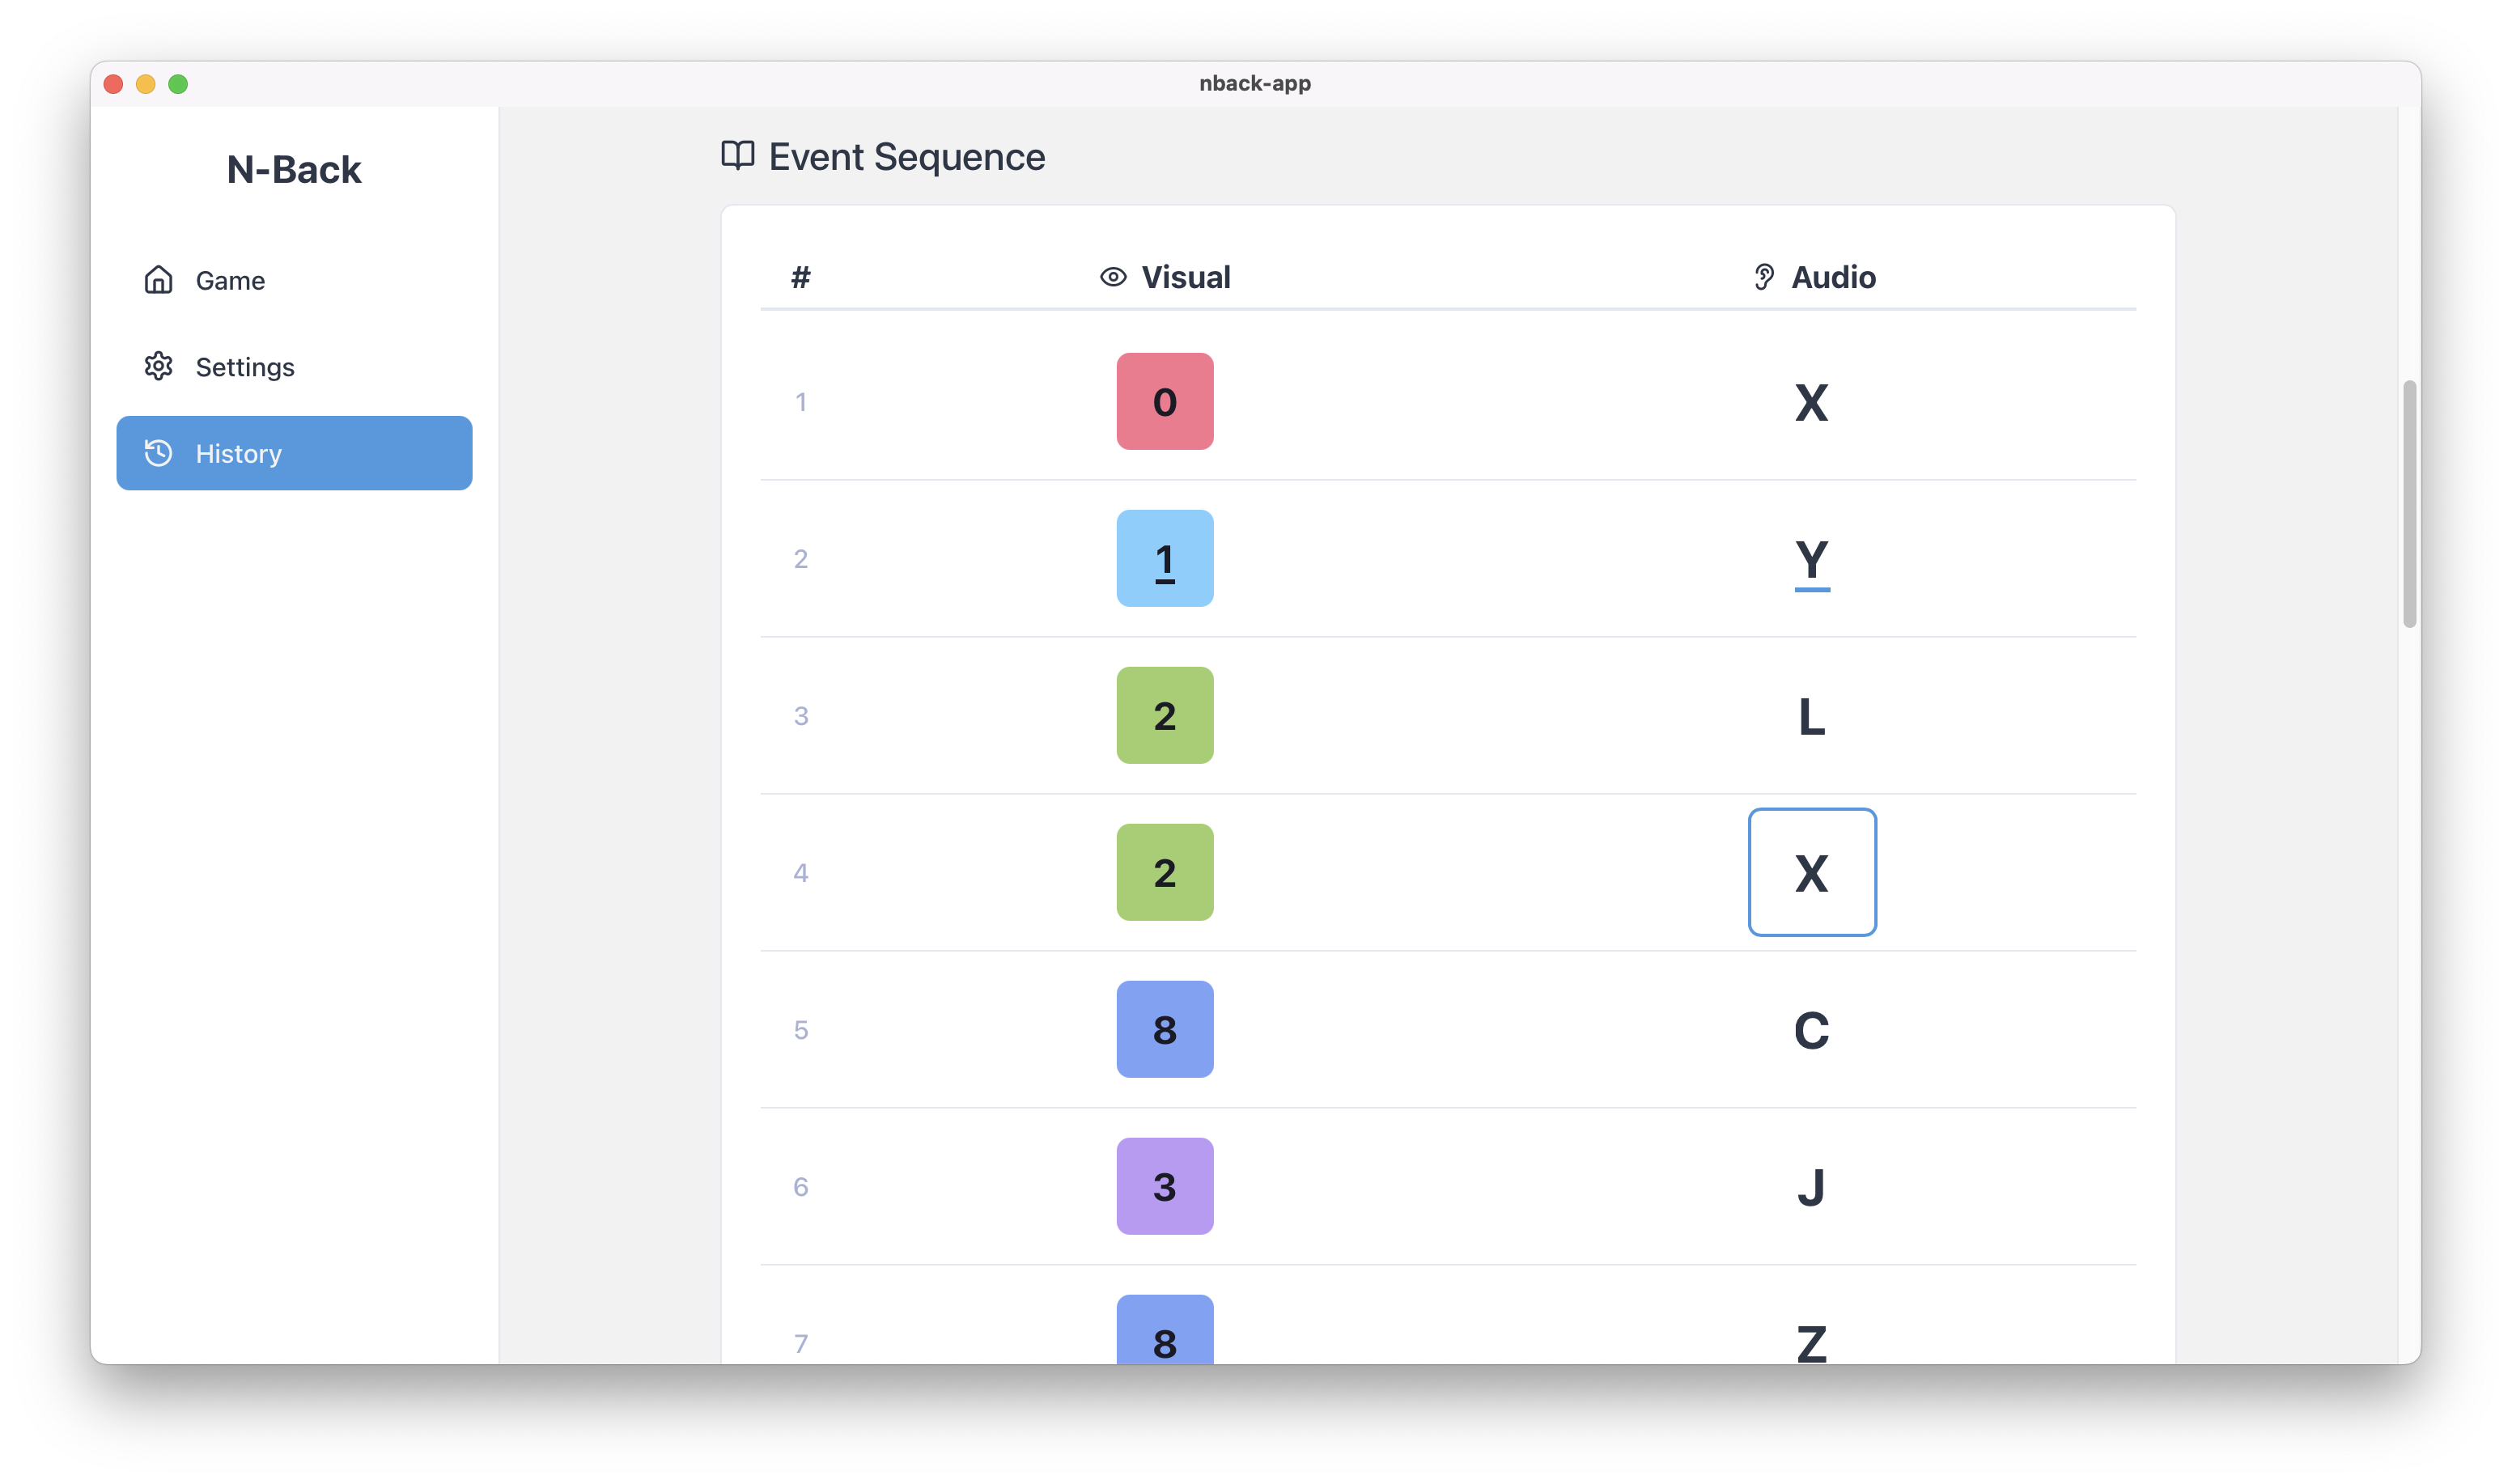 nback-app
N-Back
Game
Settings
History
Event Sequence
# Visual Audio
1 0 X
2 1 Y
3 2 L
4 2 X
5 8 C
6 3 J
7 8 Z